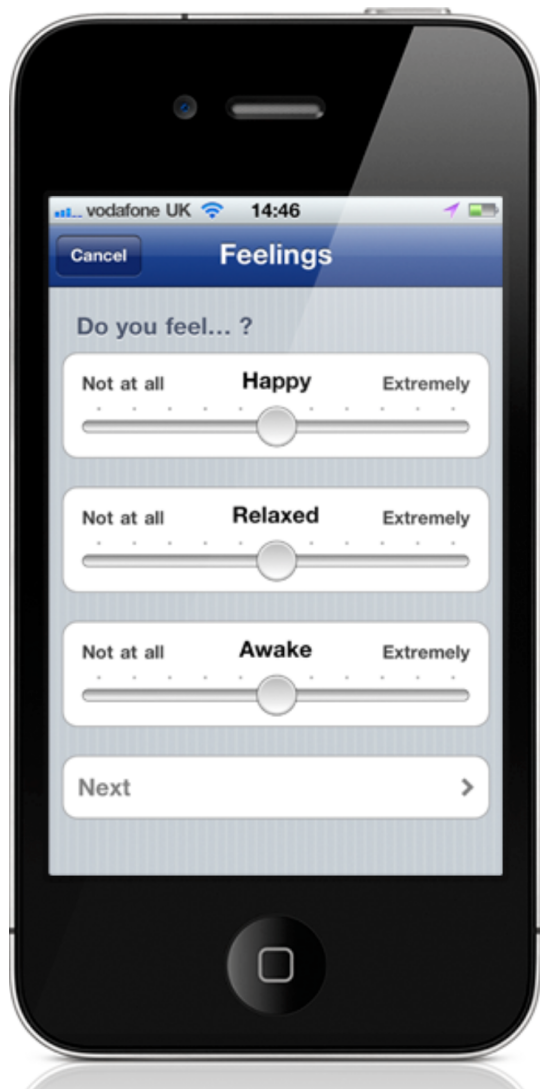 vodafone UK 14:46
Cancel Feelings
Do you feel... ?
Not at all Happy Extremely
Not at all Relaxed Extremely
Not at all Awake Extremely
Next